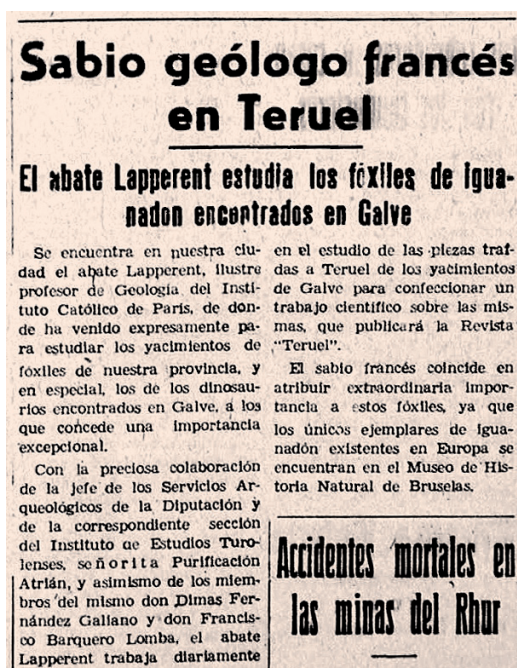 Sabio geólogo francés
en Teruel
El abate Lapperent estudia los fóxiles de igua-
nadon encontrados en Galve
Se encuentra en nuestra ciu-
dad el abate Lapperent, ilustre
profesor de Geología del Insti-
tuto Católico de París, de don-
de ha venido expresamente pa-
ra estudiar los yacimientos de
fóxiles de nuestra provincia, y
en especial, los de los dinosau-
rios encontrados en Galve, a los
que concede una importancia
excepcional.
Con la preciosa colaboración
de la jefe de los Servicios Ar-
queológicos de la Diputación y
de la correspondiente sección
del Instituto de Estudios Turo-
lenses, señorita Purificación
Atrián, y asimismo de los miem-
bros del mismo don Dimas Fer-
nández Galiano y don Francis-
co Barquero Lomba, el abate
Lapperent trabaja diariamente
en el estudio de las piezas traí-
das a Teruel de los yacimientos
de Galve para confeccionar un
trabajo científico sobre las mis-
mas, que publicará la Revista
"Teruel".
El sabio francés coincide en
atribuir extraordinaria impor-
tancia a estos fóxiles, ya que
los únicos ejemplares de igua-
nadón existentes en Europa se
encuentran en el Museo de His-
toria Natural de Bruselas.
Accidentes mortales en
las minas del Rhur